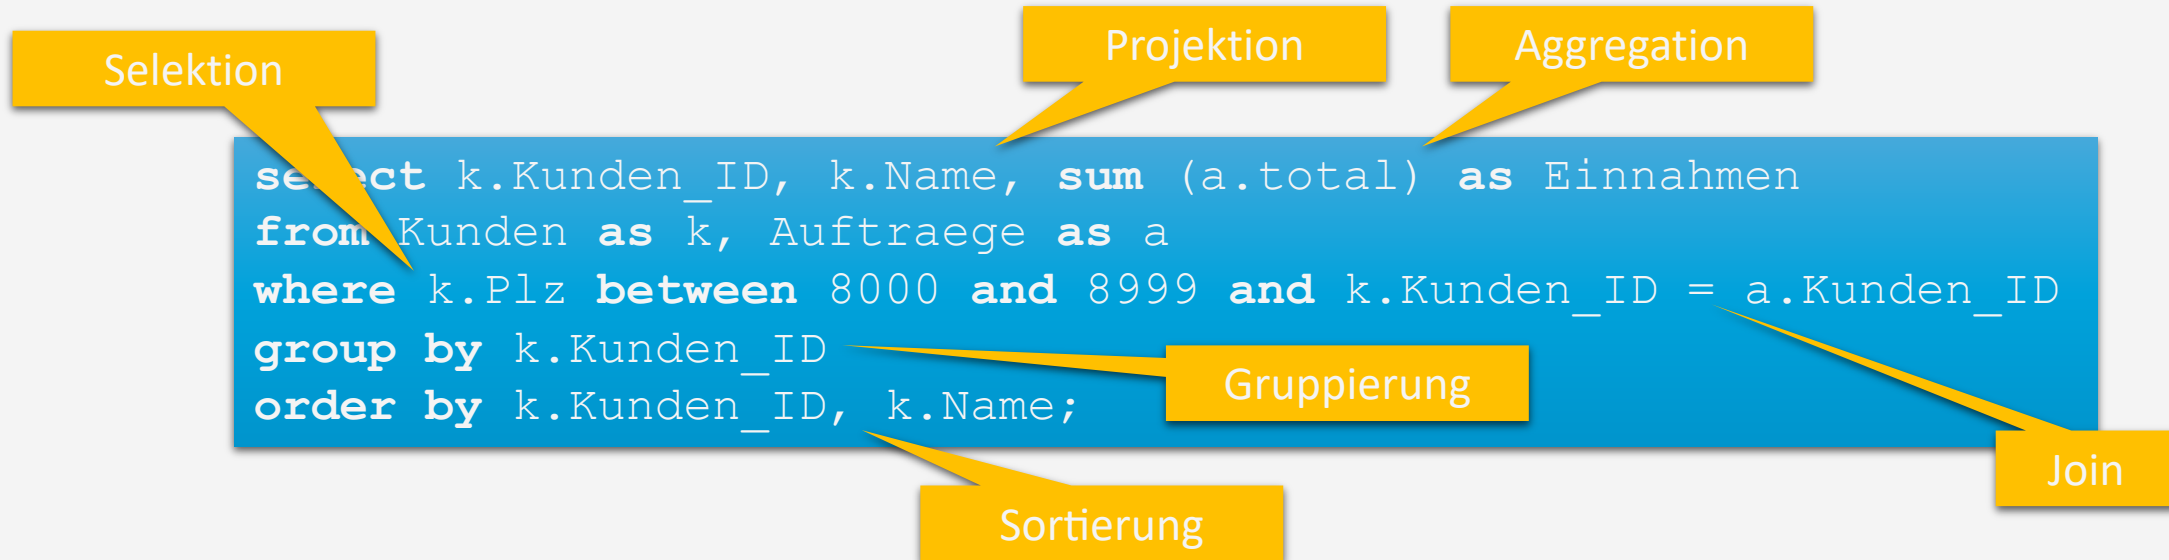 Projektion
Aggregation
Selektion
select k.Kunden_ID, k.Name, sum (a.total) as Einnahmen
from Kunden as k, Auftraege as a
where k.Plz between 8000 and 8999 and k.Kunden_ID = a.Kunden_ID
group by k.Kunden_ID
Gruppierung
order by k.Kunden_ID, k.Name;
Join
Sortierung